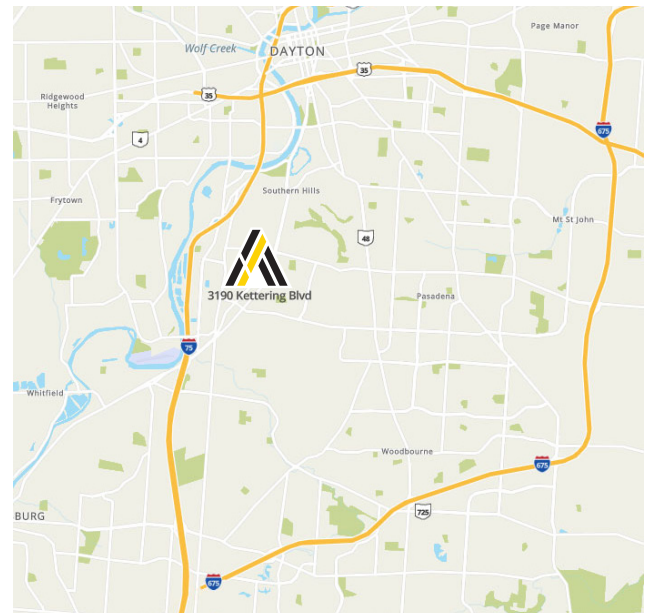 Page Manor
Wolf Creek
DAYTON
35
Ridgewood
Heights
35
4
675
Southern Hills
Frytown
Mt St John
48
3190 Kettering Blvd
Pasadena
75
Whitfield
Woodbourne
675
725
BURG
675